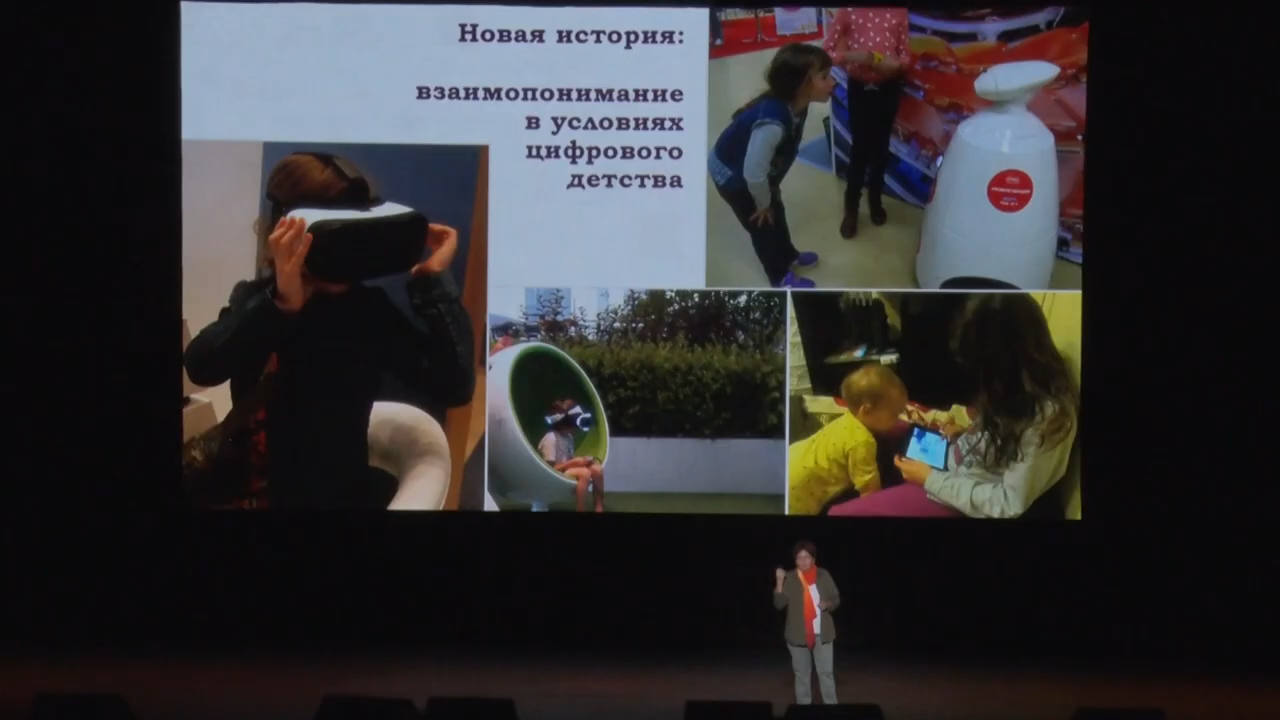 Новая история:
взаимопонимание
в условиях
цифрового
детства